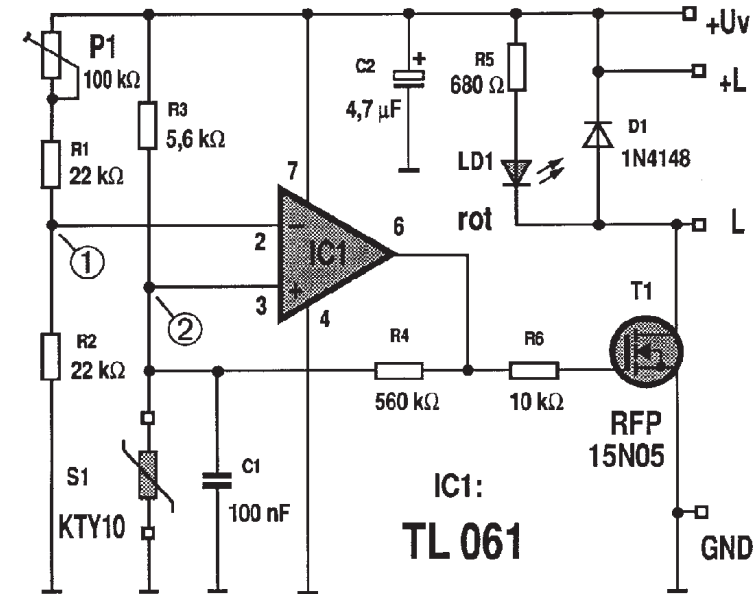 P1
100 kΩ
R3
5,6 kΩ
R1
22 kΩ
C2
+
4,7 µF
R5
680 Ω
LD1
rot
D1
1N4148
+Uv
+L
L
7
2
−
IC1
6
3
+
4
1
2
R2
22 kΩ
R4
560 kΩ
R6
10 kΩ
T1
RFP
15N05
S1
KTY10
C1
100 nF
IC1:
TL 061
GND